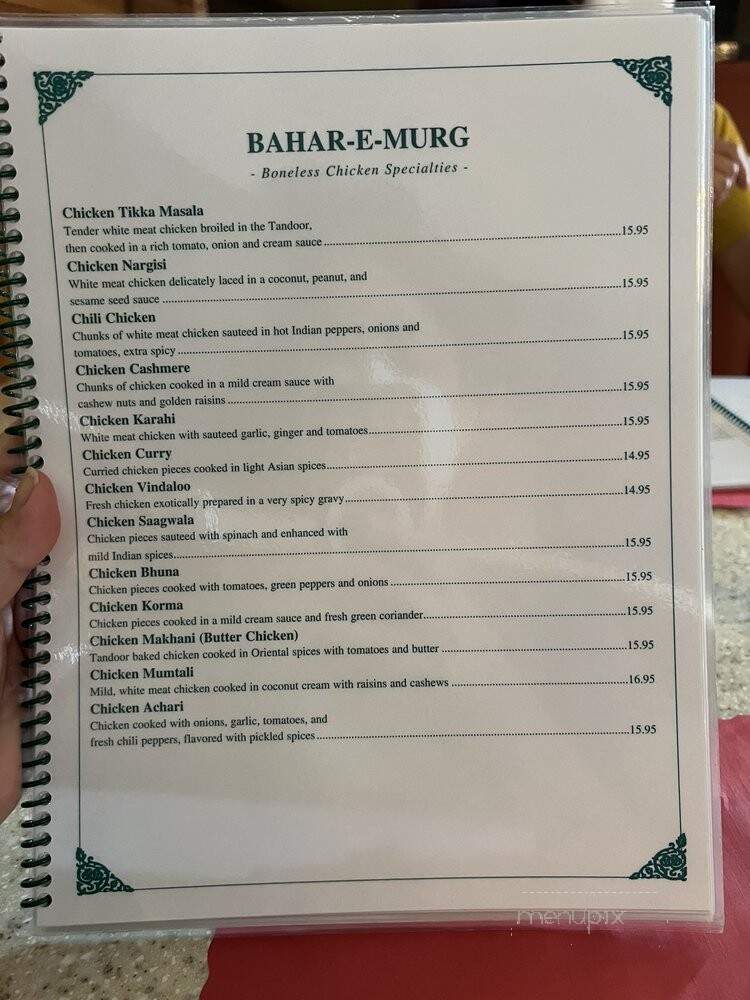 BAHAR-E-MURG
- Boneless Chicken Specialties -
Chicken Tikka Masala
Tender white meat chicken broiled in the Tandoor,
then cooked in a rich tomato, onion and cream sauce 15.95
Chicken Nargisi
White meat chicken delicately laced in a coconut, peanut, and
sesame seed sauce 15.95
Chili Chicken
Chunks of white meat chicken sauteed in hot Indian peppers, onions and
tomatoes, extra spicy 15.95
Chicken Cashmere
Chunks of chicken cooked in a mild cream sauce with
cashew nuts and golden raisins 15.95
Chicken Karahi
White meat chicken with sauteed garlic, ginger and tomatoes 15.95
Chicken Curry
Curried chicken pieces cooked in light Asian spices 14.95
Chicken Vindaloo
Fresh chicken exotically prepared in a very spicy gravy 14.95
Chicken Saagwala
Chicken pieces sauteed with spinach and enhanced with
mild Indian spices 15.95
Chicken Bhuna
Chicken pieces cooked with tomatoes, green peppers and onions 15.95
Chicken Korma
Chicken pieces cooked in a mild cream sauce and fresh green coriander 15.95
Chicken Makhani (Butter Chicken)
Tandoor baked chicken cooked in Oriental spices with tomatoes and butter 15.95
Chicken Mumtali
Mild, white meat chicken cooked in coconut cream with raisins and cashews 16.95
Chicken Achari
Chicken cooked with onions, garlic, tomatoes, and
fresh chili peppers, flavored with pickled spices 15.95
menupix